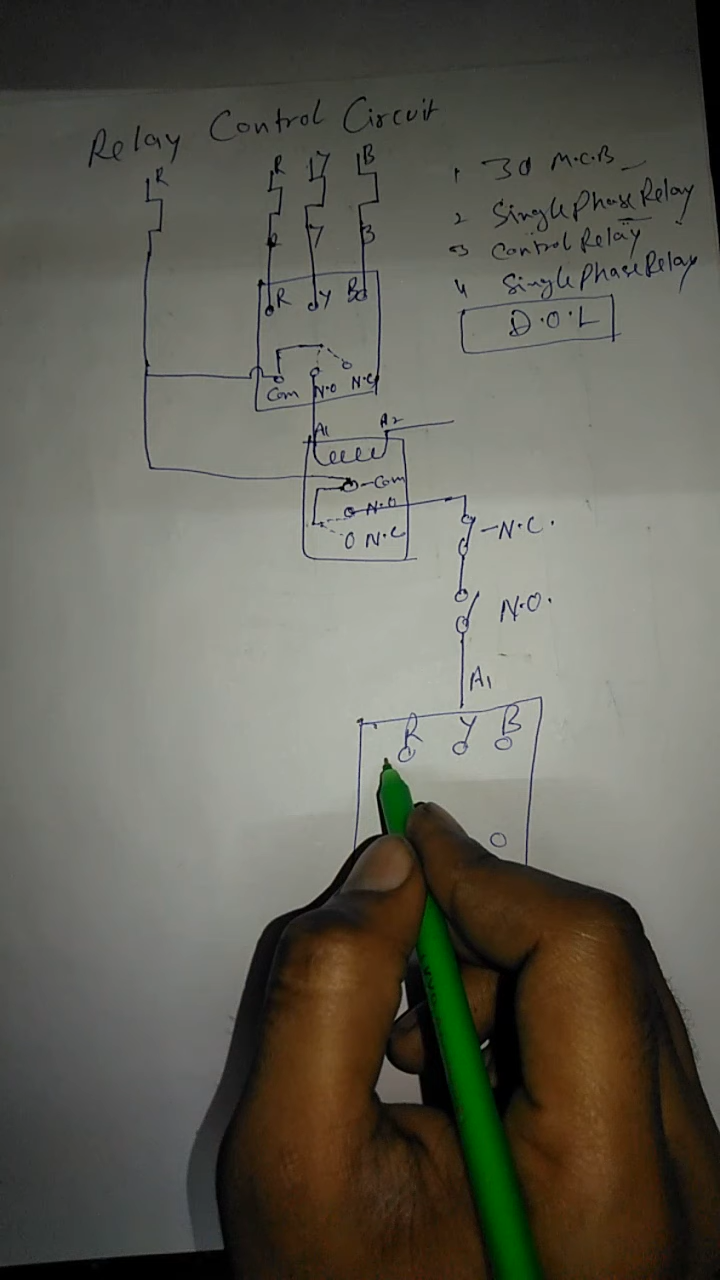 Relay Control Circuit
R R Y B
R Y B
R Y B
Com N.O N.C
A1 A2
Com
N.O
N.C
N.C.
N.O.
A1
R Y B
1 3Ø M.C.B
2 Single Phase Relay
3 Control Relay
4 Single Phase Relay
D.O.L